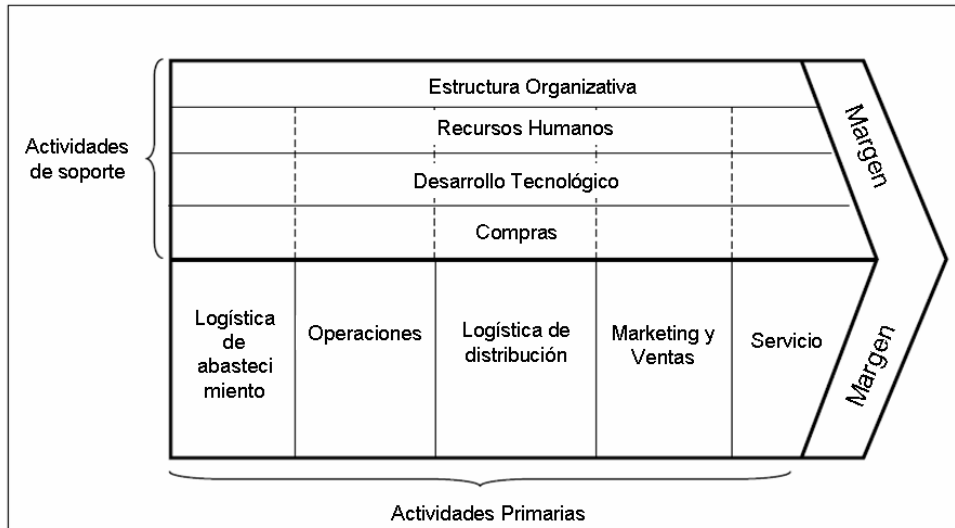 Estructura Organizativa
Recursos Humanos
Desarrollo Tecnológico
Compras
Actividades
de soporte
Logística
de
abasteci
miento
Operaciones
Logística de
distribución
Marketing y
Ventas
Servicio
Margen
Margen
Actividades Primarias